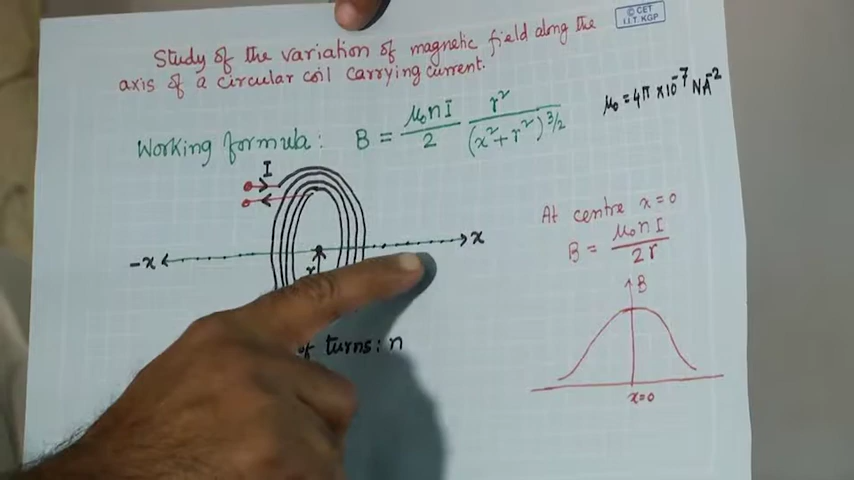 © CET
I.I.T. KGP
Study of the variation of magnetic field along the
axis of a circular coil carrying current.
μ₀ = 4π × 10⁻⁷ NA⁻²
Working formula: B = μ₀nI/2 r²/(x²+r²)^3/2
I
-x x
r
At centre x=0
B = μ₀nI/2r
B
of turns: n
x=0